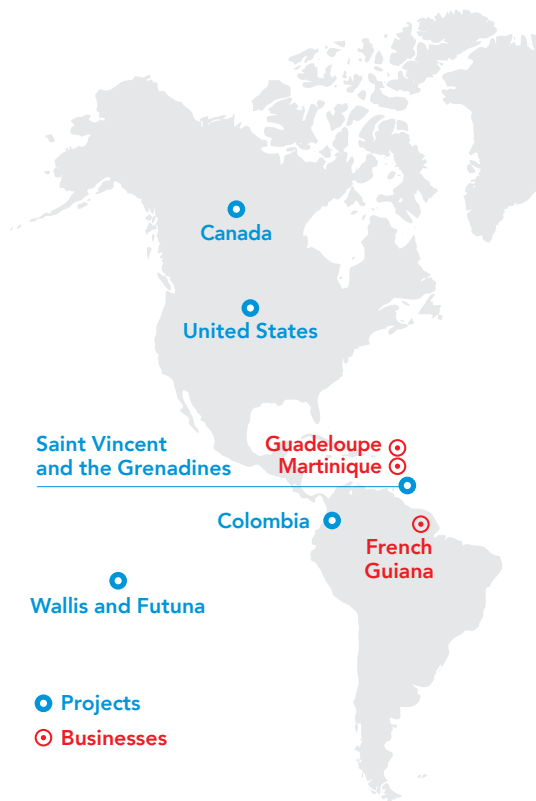 Canada
United States
Saint Vincent
and the Grenadines
Guadeloupe
Martinique
Colombia
French
Guiana
Wallis and Futuna
Projects
Businesses